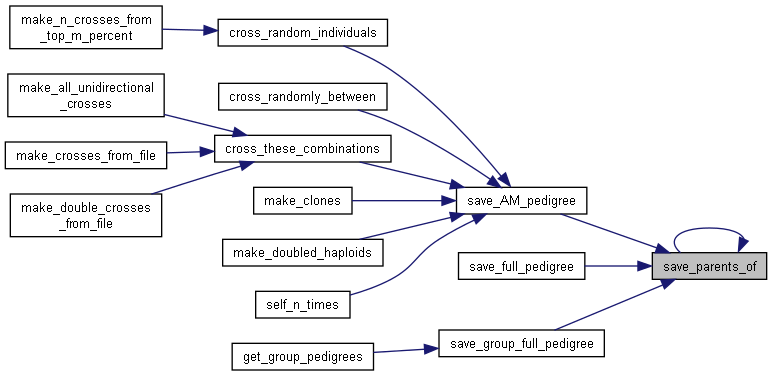 make_n_crosses_from
_top_m_percent
cross_random_individuals
make_all_unidirectional
_crosses
cross_randomly_between
make_crosses_from_file
cross_these_combinations
make_double_crosses
_from_file
make_clones
save_AM_pedigree
make_doubled_haploids
save_full_pedigree
save_parents_of
self_n_times
get_group_pedigrees
save_group_full_pedigree